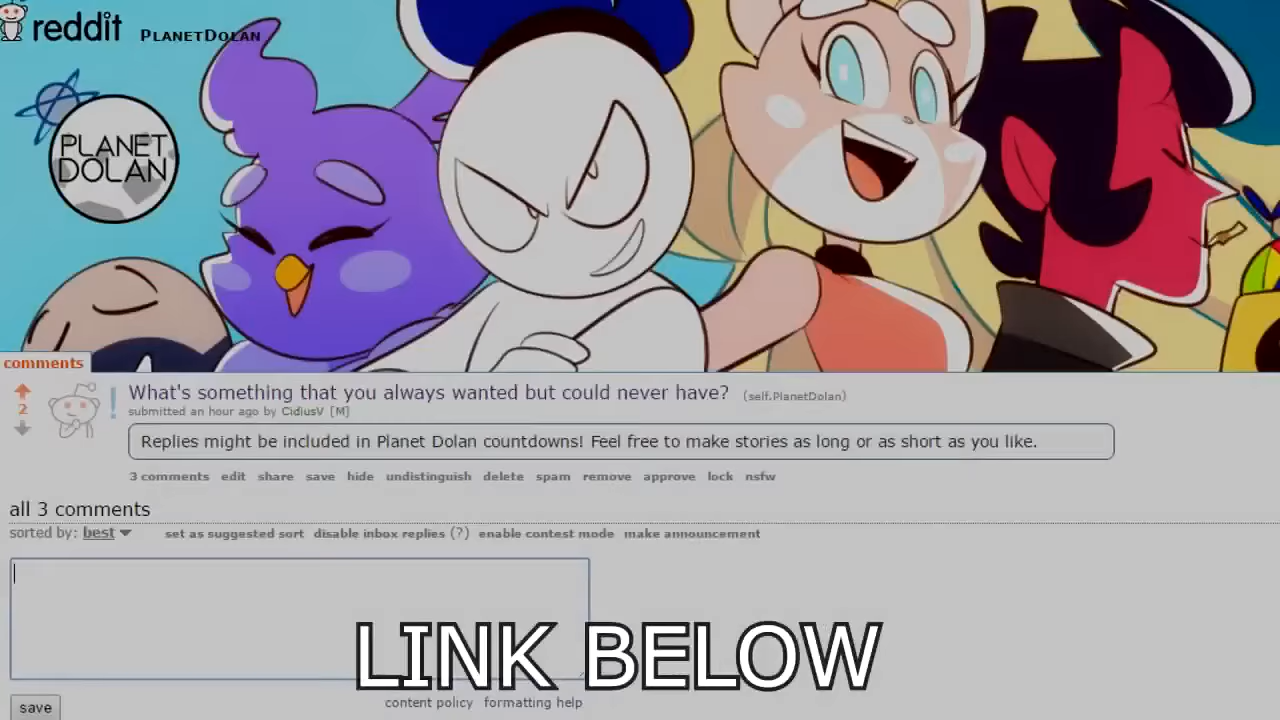 reddit PLANETDOLAN
PLANET
DOLAN
comments
2
What's something that you always wanted but could never have? (self.PlanetDolan)
submitted an hour ago by CidiusV [M]
Replies might be included in Planet Dolan countdowns! Feel free to make stories as long or as short as you like.
3 comments edit share save hide undistinguish delete spam remove approve lock nsfw
all 3 comments
sorted by: best set as suggested sort disable inbox replies (?) enable contest mode make announcement
LINK BELOW
content policy formatting help
save